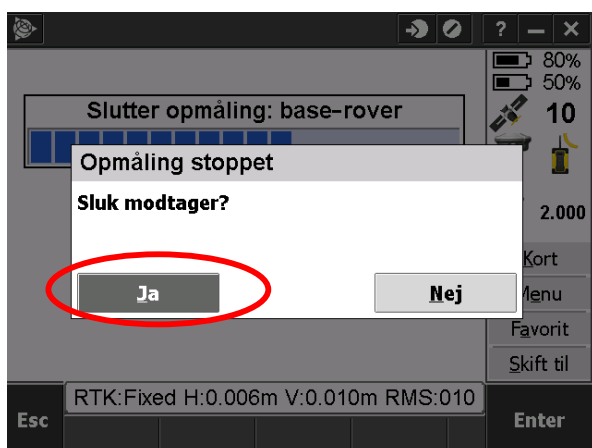 ? — ×
80%
50%
Slutter opmåling: base-rover
10
Opmåling stoppet
Sluk modtager?
2.000
Ja
Nej
Kort
Menu
Favorit
Skift til
RTK:Fixed H:0.006m V:0.010m RMS:010
Esc
Enter